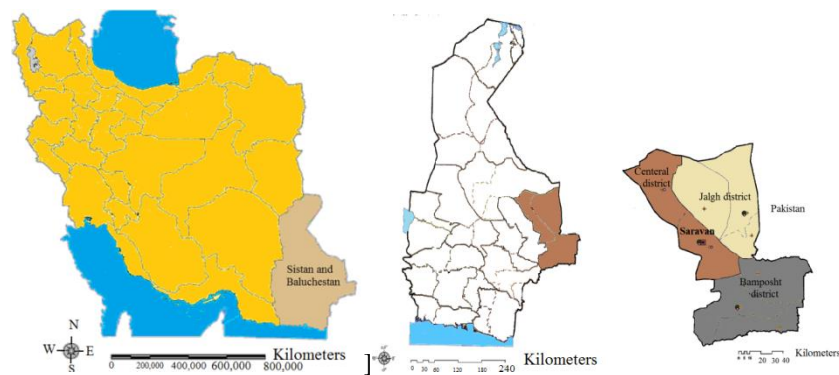 Sistan and
Baluchestan
N
W E
S
Kilometers
0 200,000 400,000 600,000 800,000
]
Kilometers
0 30 60 120 180 240
Centeral
district
Jalgh district
Pakistan
Saravan
Bamposht
district
Kilometers
20 30 40